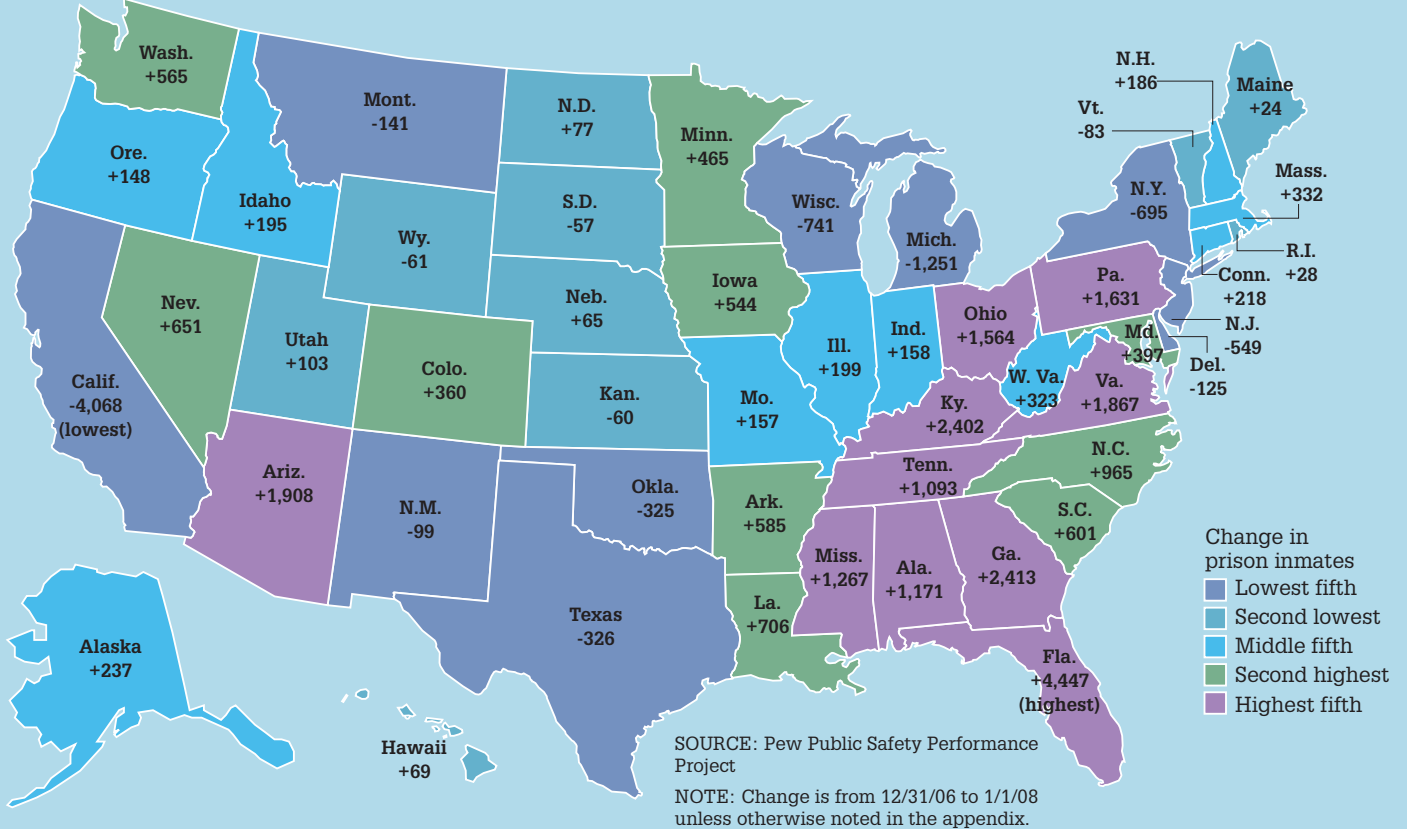 Wash.
+565
Ore.
+148
Idaho
+195
Mont.
-141
N.D.
+77
S.D.
-57
Wy.
-61
Neb.
+65
Minn.
+465
Iowa
+544
Wisc.
-741
Mich.
-1,251
Calif.
-4,068
(lowest)
Nev.
+651
Utah
+103
Colo.
+360
Kan.
-60
Mo.
+157
Ill.
+199
Ind.
+158
Ohio
+1,564
Pa.
+1,631
N.Y.
-695
Vt.
-83
N.H.
+186
Maine
+24
Mass.
+332
R.I.
+28
Conn.
+218
N.J.
-549
Del.
-125
Md.
+397
W. Va.
+323
Va.
+1,867
Ky.
+2,402
Tenn.
+1,093
N.C.
+965
S.C.
+601
Ariz.
+1,908
N.M.
-99
Okla.
-325
Texas
-326
Ark.
+585
La.
+706
Miss.
+1,267
Ala.
+1,171
Ga.
+2,413
Fla.
+4,447
(highest)
Alaska
+237
Hawaii
+69
Change in
prison inmates
Lowest fifth
Second lowest
Middle fifth
Second highest
Highest fifth
SOURCE: Pew Public Safety Performance
Project
NOTE: Change is from 12/31/06 to 1/1/08
unless otherwise noted in the appendix.